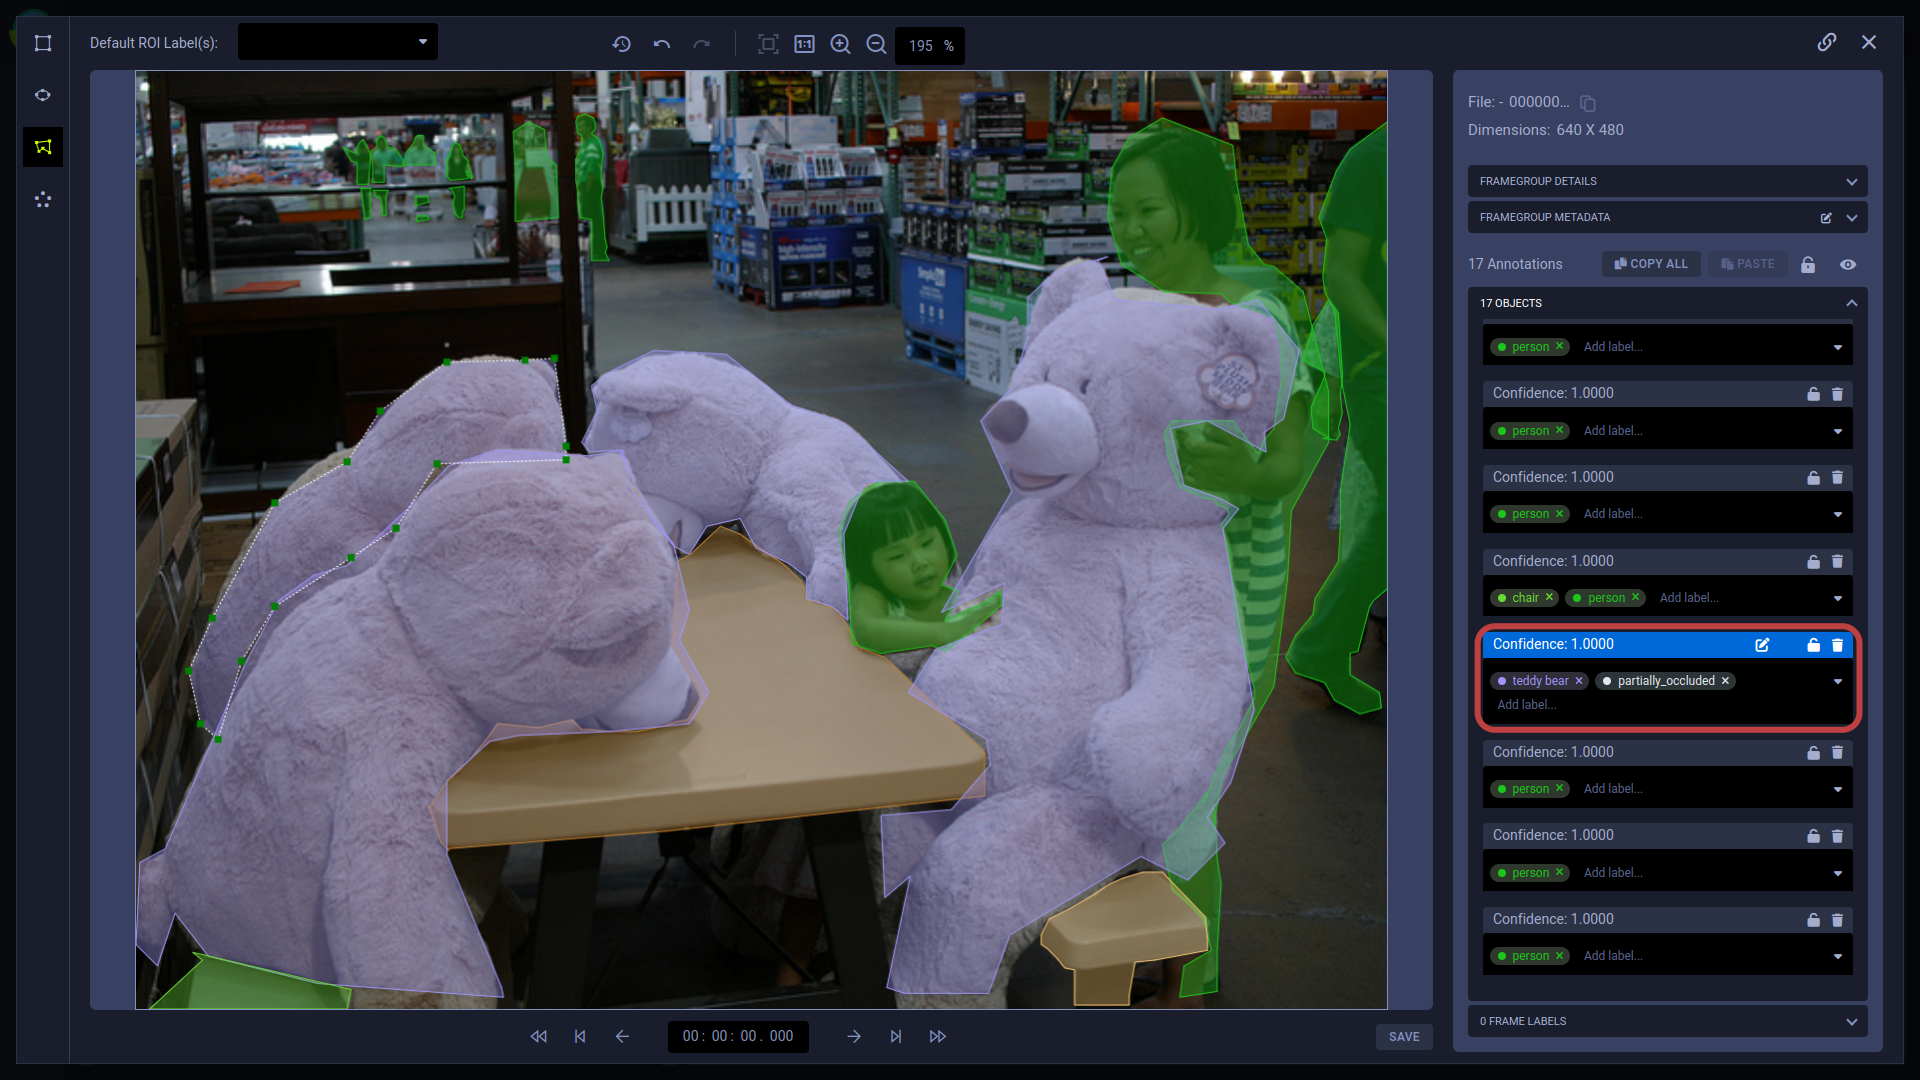 Default ROI Label(s):
1:1
195 %
File: - 000000...
Dimensions: 640 X 480
FRAMEGROUP DETAILS
FRAMEGROUP METADATA
17 Annotations
COPY ALL
PASTE
17 OBJECTS
person × Add label...
Confidence: 1.0000
person × Add label...
Confidence: 1.0000
person × Add label...
Confidence: 1.0000
chair × person × Add label...
Confidence: 1.0000
teddy bear × partially_occluded ×
Add label...
Confidence: 1.0000
person × Add label...
Confidence: 1.0000
person × Add label...
Confidence: 1.0000
person × Add label...
0 FRAME LABELS
00: 00: 00 . 000
SAVE
high-intensity